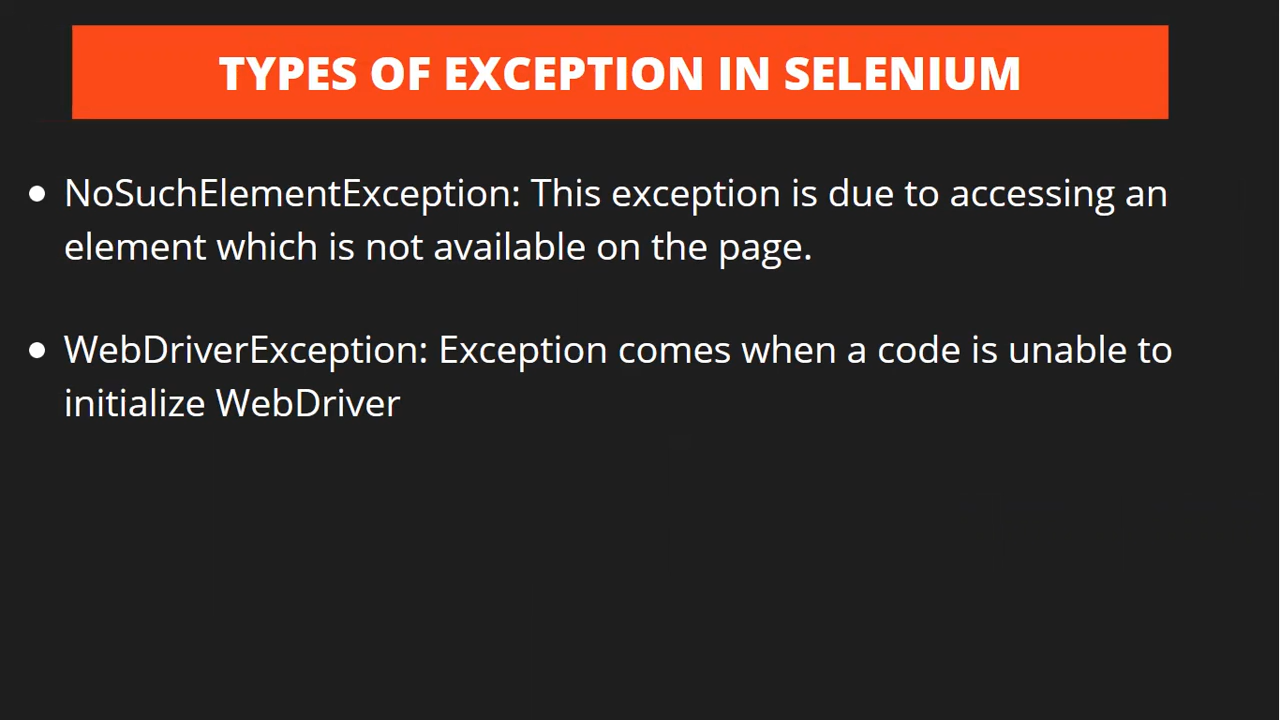 TYPES OF EXCEPTION IN SELENIUM
• NoSuchElementException: This exception is due to accessing an
element which is not available on the page.
• WebDriverException: Exception comes when a code is unable to
initialize WebDriver